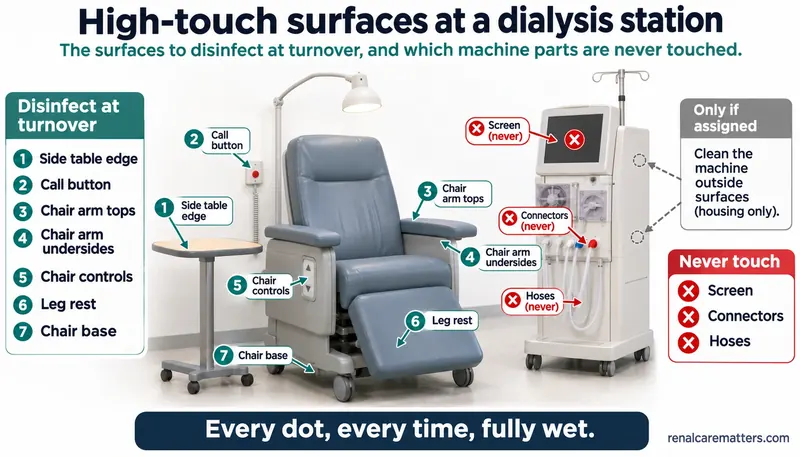 High-touch surfaces at a dialysis station
The surfaces to disinfect at turnover, and which machine parts are never touched.
Disinfect at
turnover
1 Side table edge
2 Call button
3 Chair arm tops
4 Chair arm
undersides
5 Chair controls
6 Leg rest
7 Chair base
2 Call
button
1 Side table
edge
3 Chair
arm tops
4 Chair arm
undersides
5 Chair
controls
6 Leg rest
7 Chair base
Screen
(never)
Connectors
(never)
Hoses
(never)
Only if
assigned
Clean the
machine
outside
surfaces
(housing only).
Never touch
Screen
Connectors
Hoses
Every dot, every time, fully wet.
renalcarematters.com